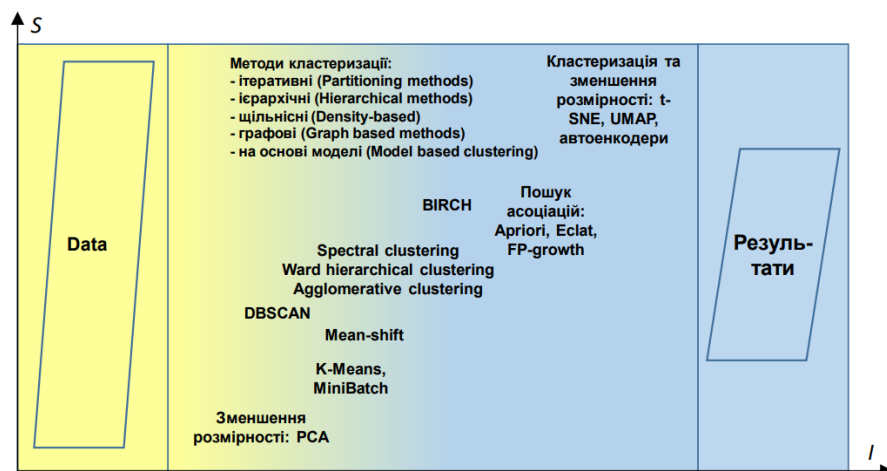 S
Методи кластеризації:
- ітеративні (Partitioning methods)
- ієрархічні (Hierarchical methods)
- щільнісні (Density-based)
- графові (Graph based methods)
- на основі моделі (Model based clustering)
Кластеризація та
зменшення
розмірності: t-
SNE, UMAP,
автоенкодери
BIRCH
Пошук
асоціацій:
Apriori, Eclat,
FP-growth
Data
Spectral clustering
Ward hierarchical clustering
Agglomerative clustering
Резуль-
тати
DBSCAN
Mean-shift
K-Means,
MiniBatch
Зменшення
розмірності: PCA
I